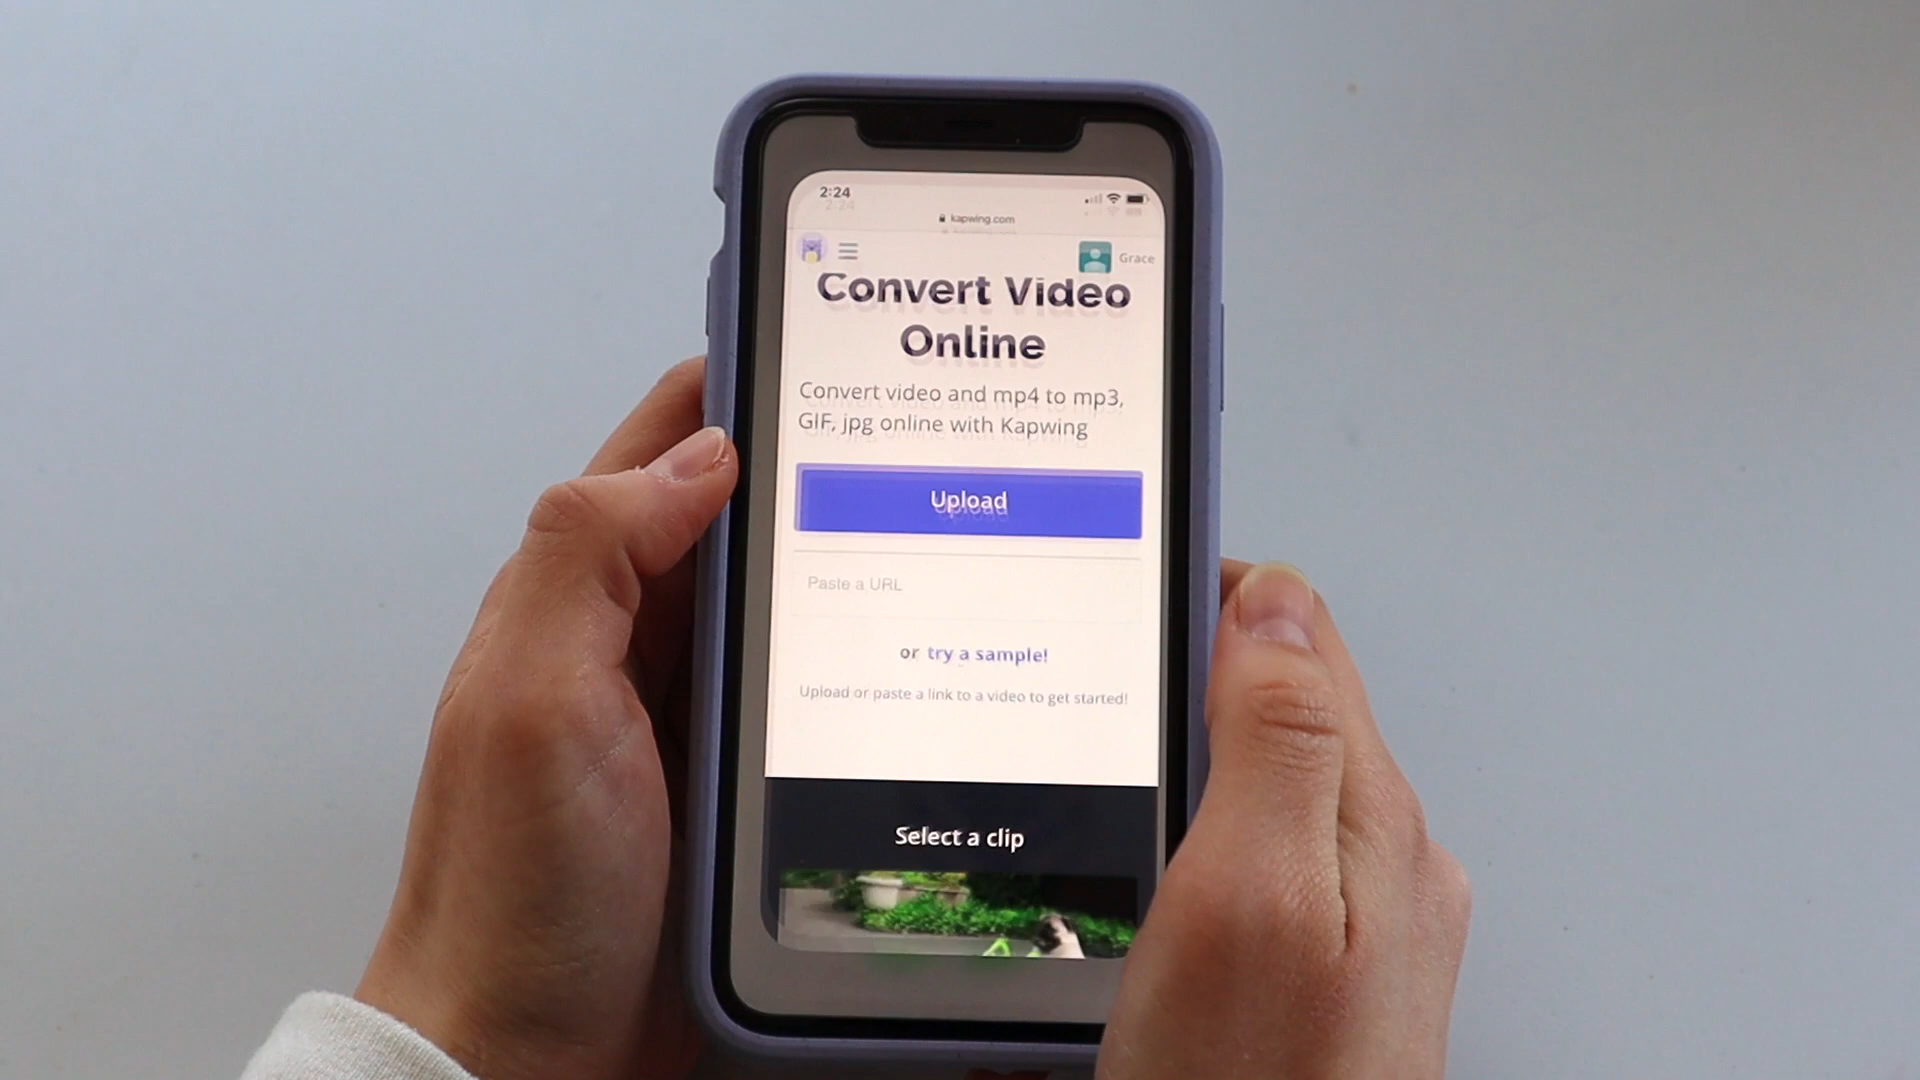 2:24
kapwing.com
Grace
Convert Video
Online
Convert video and mp4 to mp3,
GIF, jpg online with Kapwing
Upload
Paste a URL
or try a sample!
Upload or paste a link to a video to get started!
Select a clip